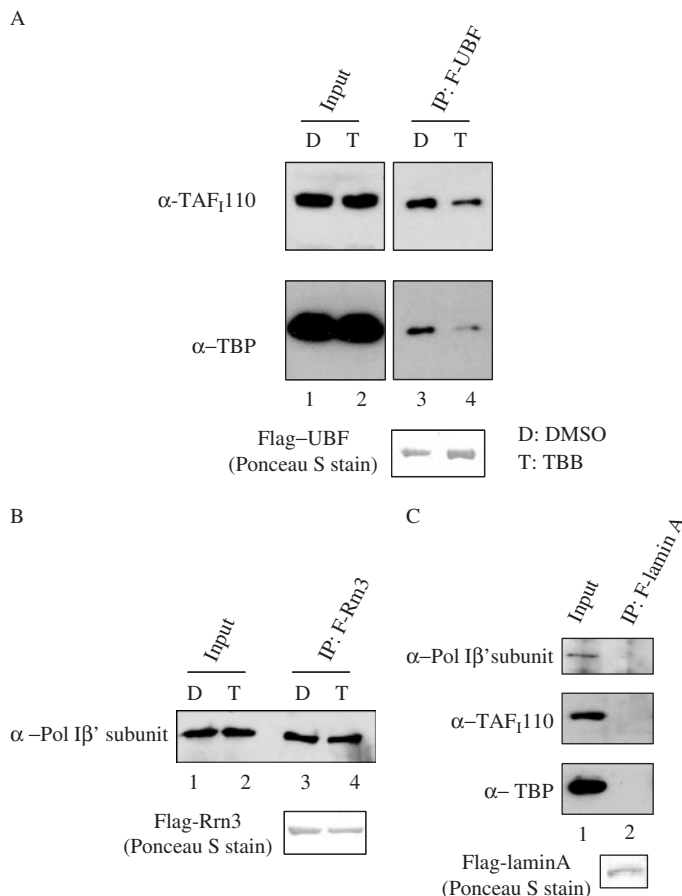 A
Input
IP: F-UBF
D T D T
α-TAFI110
α–TBP
1 2 3 4
Flag–UBF
(Ponceau S stain)
D: DMSO
T: TBB
B
Input
IP: F-Rrn3
D T D T
α –Pol Iβ' subunit
1 2 3 4
Flag-Rrn3
(Ponceau S stain)
C
Input
IP: F-lamin A
α–Pol Iβ'subunit
α–TAFI110
α– TBP
1 2
Flag-laminA
(Ponceau S stain)